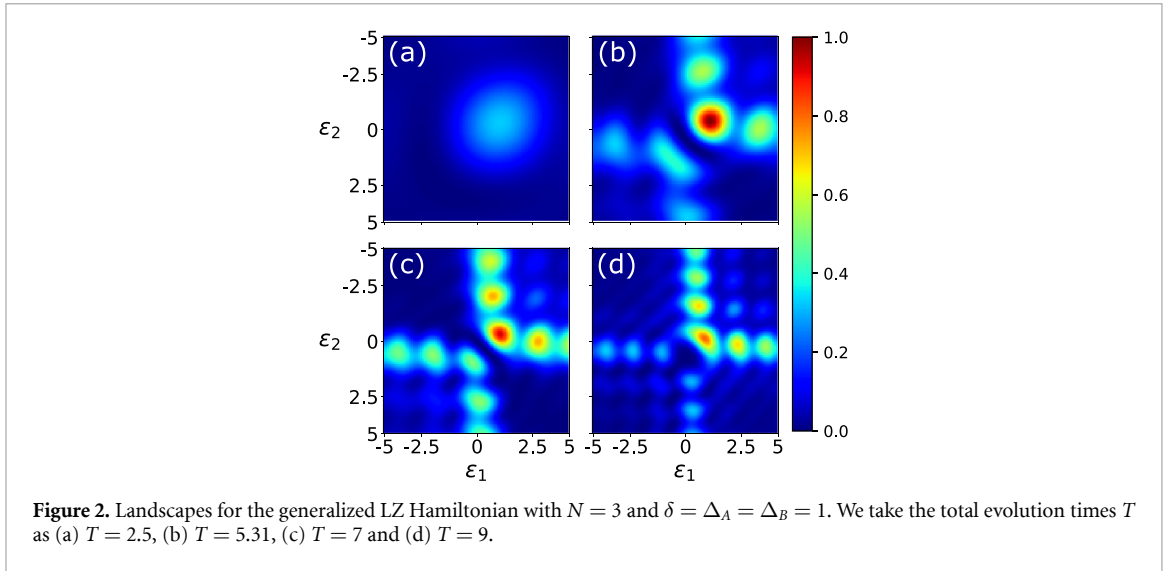 -5
-2.5
0
2.5
5
ε₂
(a)
(b)
-5
-2.5
0
2.5
5
ε₂
(c)
(d)
-5 -2.5 0 2.5 5
-5 -2.5 0 2.5 5
ε₁
ε₁
1.0
0.8
0.6
0.4
0.2
0.0
Figure 2. Landscapes for the generalized LZ Hamiltonian with N = 3 and δ = Δ_A = Δ_B = 1. We take the total evolution times T
as (a) T = 2.5, (b) T = 5.31, (c) T = 7 and (d) T = 9.